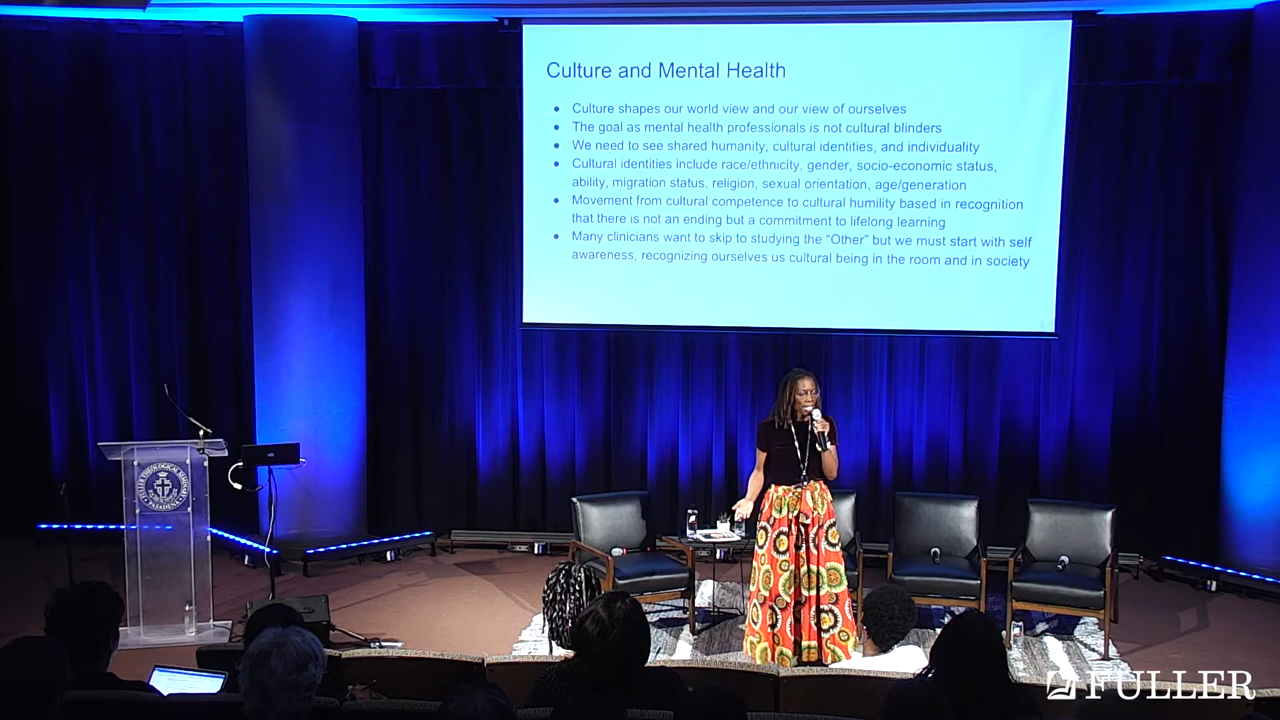 Culture and Mental Health
● Culture shapes our world view and our view of ourselves
● The goal as mental health professionals is not cultural blinders
● We need to see shared humanity, cultural identities, and individuality
● Cultural identities include race/ethnicity, gender, socio-economic status,
ability, migration status, religion, sexual orientation, age/generation
● Movement from cultural competence to cultural humility based in recognition
that there is not an ending but a commitment to lifelong learning
● Many clinicians want to skip to studying the “Other” but we must start with self
awareness, recognizing ourselves us cultural being in the room and in society
FULLER THEOLOGICAL SEMINARY
PASADENA
FULLER